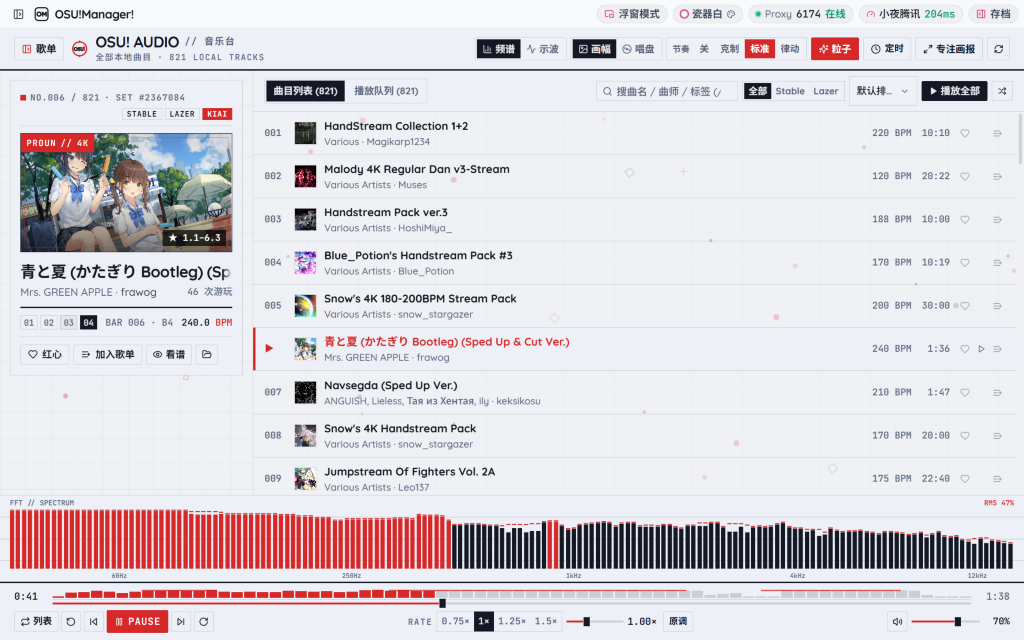 OM OSU!Manager!
浮窗模式
瓷器白
Proxy 6174 在线
小夜腾讯 204ms
存档
歌单
OSU!
OSU! AUDIO // 音乐台
全部本地曲目 · 821 LOCAL TRACKS
频谱
示波
画幅
唱盘
节奏 关 克制 标准 律动
粒子
定时
专注画报
NO.006 / 821 · SET #2367084
STABLE LAZER KIAI
PROUN // 4K
★ 1.1–6.3
青と夏 (かたぎり Bootleg) (Sp
Mrs. GREEN APPLE · frawog 46 次游玩
01 02 03 04 BAR 006 · B4 240.0 BPM
红心
加入歌单
看谱
曲目列表 (821)
播放队列 (821)
搜曲名 / 曲师 / 标签 (/
全部 Stable Lazer
默认排...
播放全部
001 HandStream Collection 1+2 220 BPM 10:10
Various · Magikarp1234
002 Malody 4K Regular Dan v3-Stream 120 BPM 20:22
Various Artists · Muses
003 Handstream Pack ver.3 188 BPM 10:00
Various Artists · HoshiMiya_
004 Blue_Potion's Handstream Pack #3 170 BPM 10:19
Various Artists · Blue_Potion
005 Snow's 4K 180-200BPM Stream Pack 200 BPM 30:00
Various Artists · snow_stargazer
青と夏 (かたぎり Bootleg) (Sped Up & Cut Ver.) 240 BPM 1:36
Mrs. GREEN APPLE · frawog
007 Navsegda (Sped Up Ver.) 210 BPM 1:47
ANGUISH, Lieless, Тая из Хентая, ily · keksikosu
008 Snow's 4K Handstream Pack 170 BPM 20:00
Various Artists · snow_stargazer
009 Jumpstream Of Fighters Vol. 2A 175 BPM 22:40
Various Artists · Leo137
FFT // SPECTRUM RMS 47%
60Hz 250Hz 1kHz 4kHz 12kHz
0:41 1:38
列表
PAUSE
RATE 0.75× 1× 1.25× 1.5× 1.00× 原调
70%